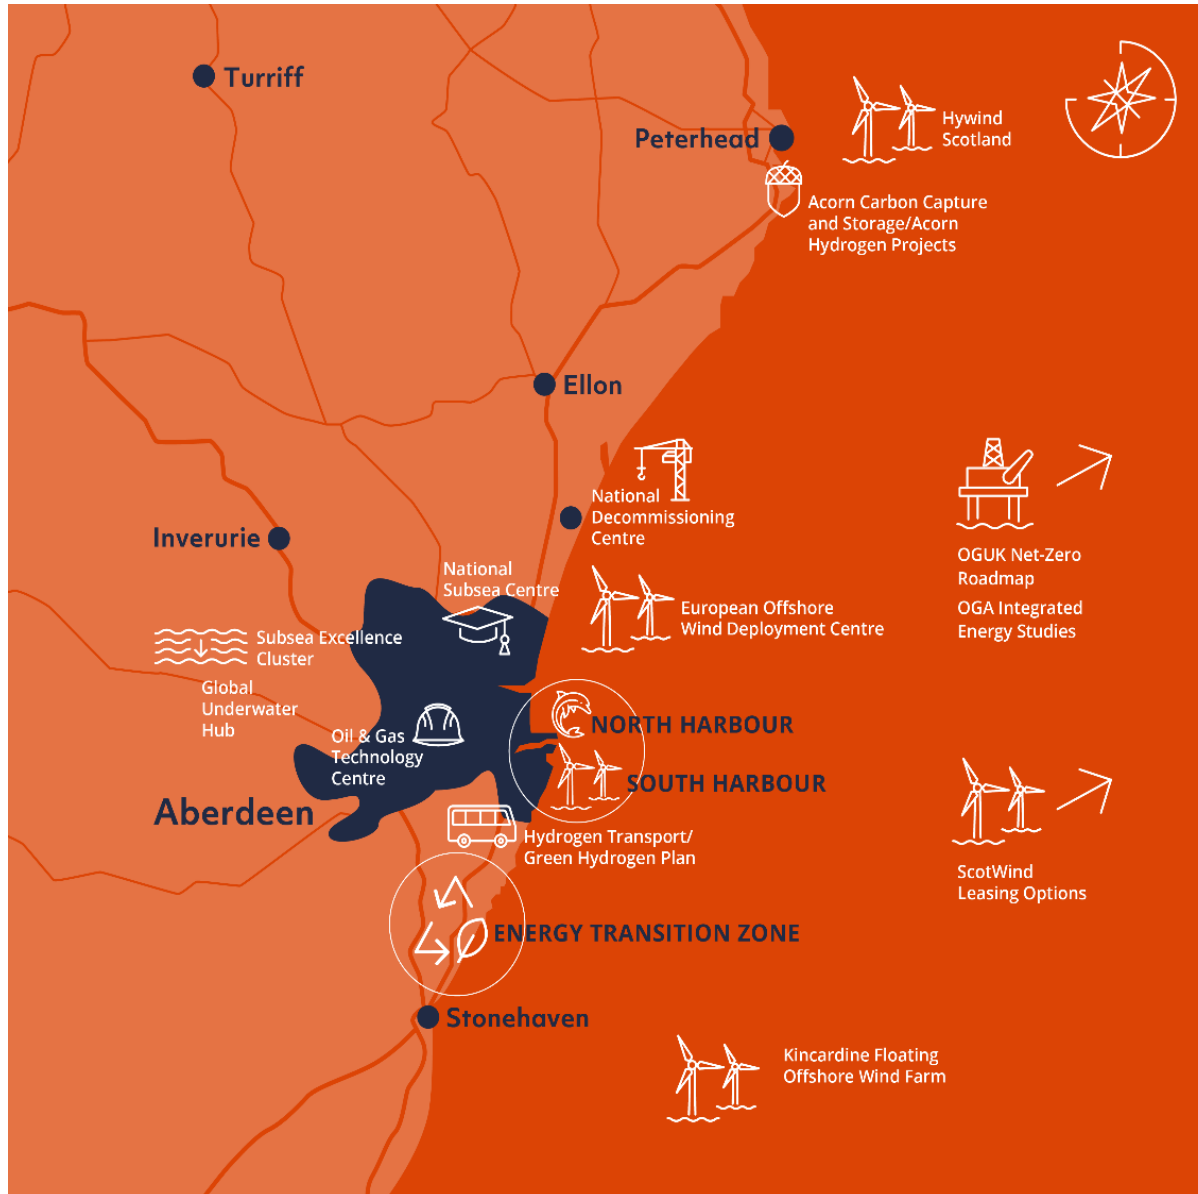 Turriff
Peterhead
Hywind
Scotland
Acorn Carbon Capture
and Storage/Acorn
Hydrogen Projects
Ellon
National
Decommissioning
Centre
OGUK Net-Zero
Roadmap
OGA Integrated
Energy Studies
Inverurie
National
Subsea Centre
European Offshore
Wind Deployment Centre
Subsea Excellence
Cluster
Global
Underwater
Hub
Oil & Gas
Technology
Centre
NORTH HARBOUR
SOUTH HARBOUR
Aberdeen
Hydrogen Transport/
Green Hydrogen Plan
ScotWind
Leasing Options
ENERGY TRANSITION ZONE
Stonehaven
Kincardine Floating
Offshore Wind Farm